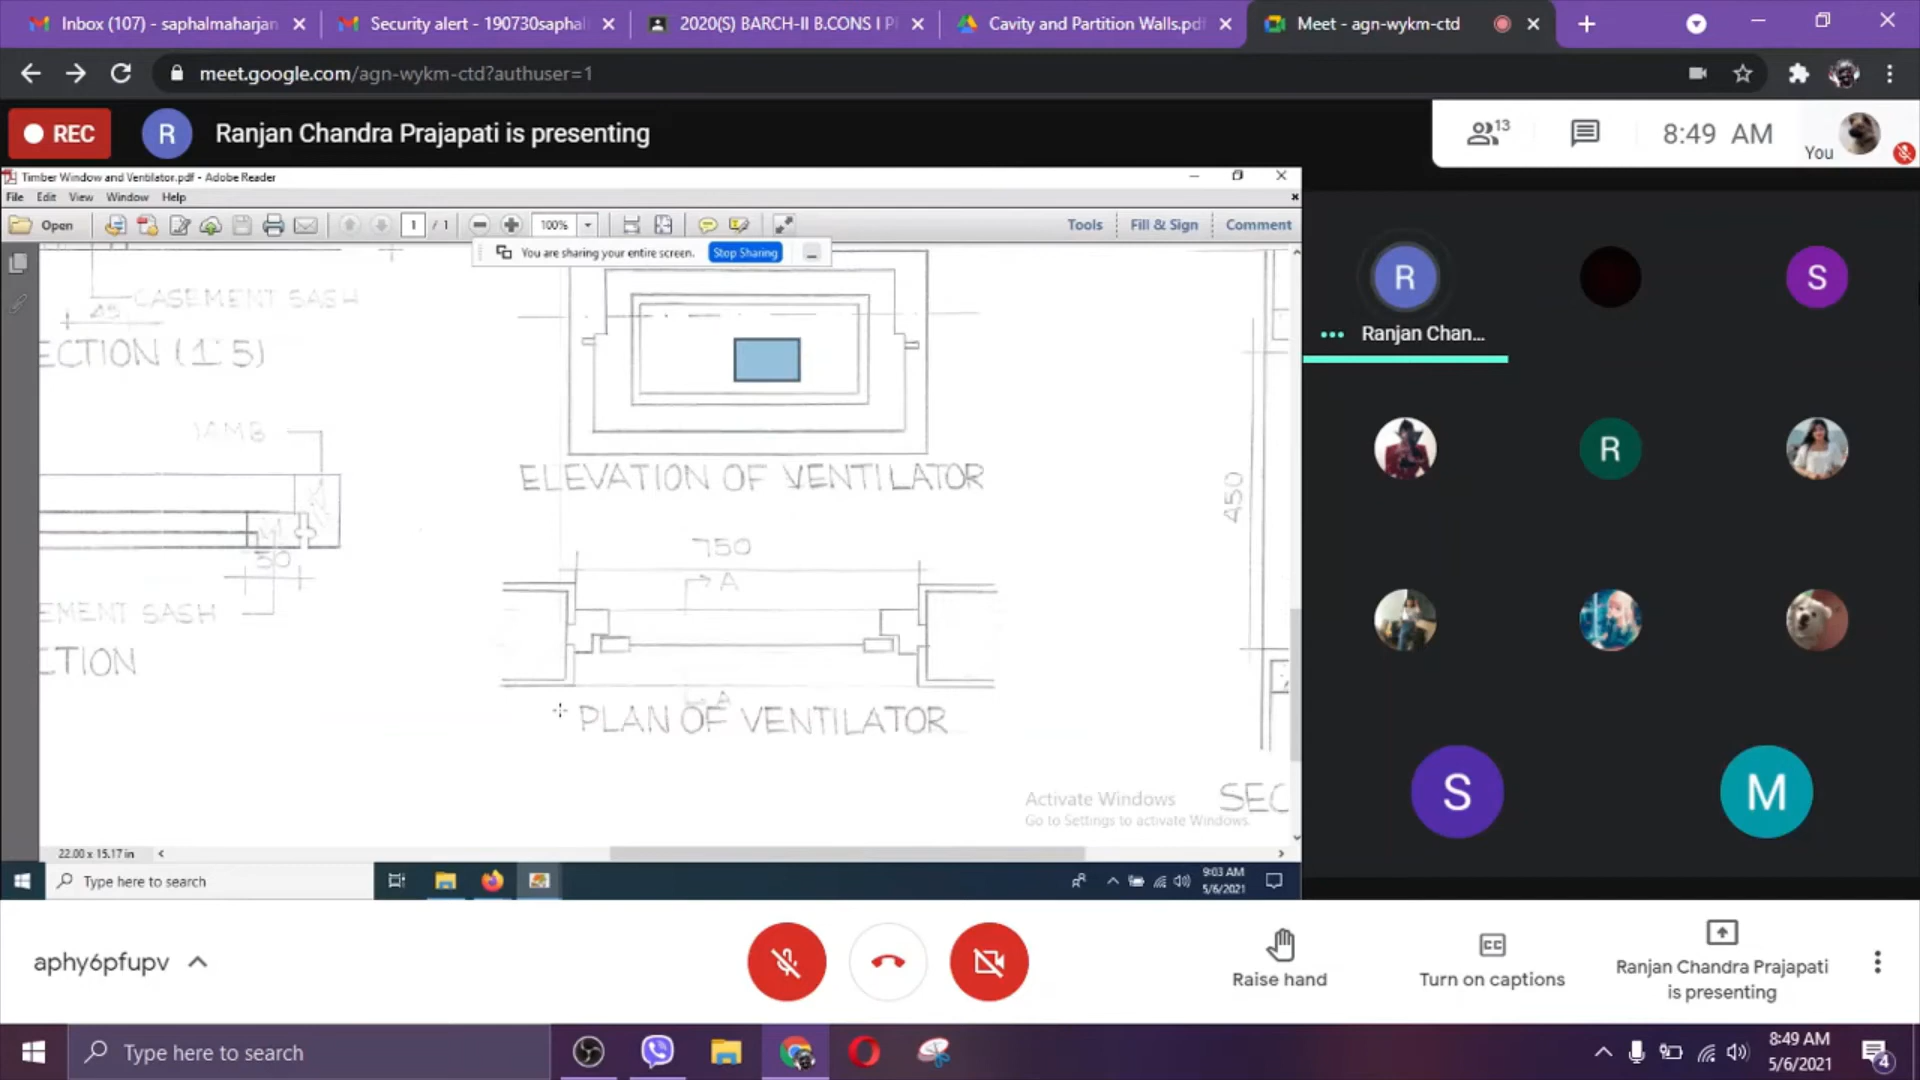 Inbox (107) - saphalmaharjan
Security alert - 190730saphal
2020(S) BARCH-II B.CONS I P
Cavity and Partition Walls.pdf
Meet - agn-wykm-ctd
meet.google.com/agn-wykm-ctd?authuser=1
REC
R
Ranjan Chandra Prajapati is presenting
13
8:49 AM
You
Timber Window and Ventilator.pdf - Adobe Reader
File Edit View Window Help
Open
1 / 1
100%
Tools
Fill & Sign
Comment
You are sharing your entire screen.
Stop Sharing
CASEMENT SASH
45
ECTION (1:5)
JAMB
50
EMENT SASH
CTION
ELEVATION OF VENTILATOR
750
A
A
PLAN OF VENTILATOR
450
SEC
Activate Windows
Go to Settings to activate Windows.
22.00 x 15.17 in
Type here to search
9:03 AM
5/6/2021
R
S
Ranjan Chan...
R
S
M
aphy6pfupv
Raise hand
Turn on captions
Ranjan Chandra Prajapati
is presenting
Type here to search
8:49 AM
5/6/2021
4